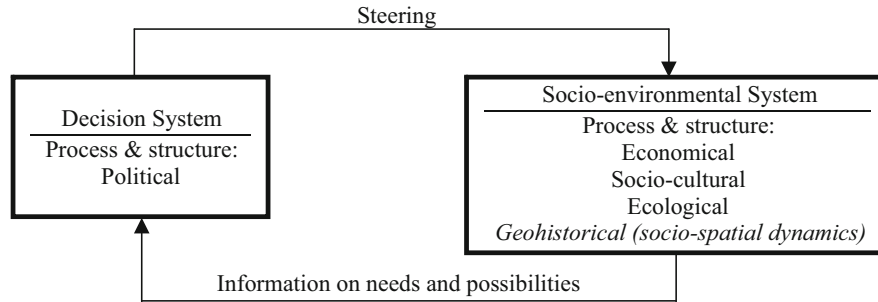 Steering
Decision System
Process & structure:
Political
Socio-environmental System
Process & structure:
Economical
Socio-cultural
Ecological
Geohistorical (socio-spatial dynamics)
Information on needs and possibilities